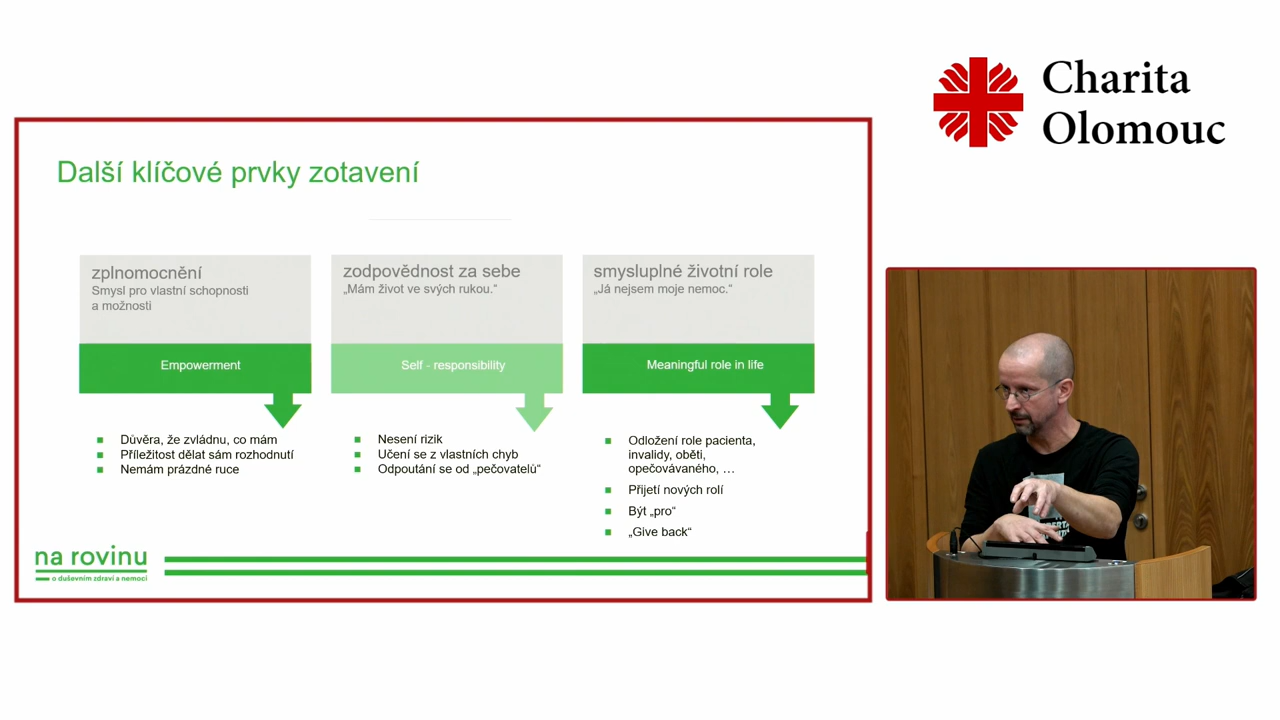 Charita
Olomouc
Další klíčové prvky zotavení
zplnomocnění
Smysl pro vlastní schopnosti
a možnosti
Empowerment
Důvěra, že zvládnu, co mám
Příležitost dělat sám rozhodnutí
Nemám prázdné ruce
zodpovědnost za sebe
„Mám život ve svých rukou.“
Self - responsibility
Nesení rizik
Učení se z vlastních chyb
Odpoutání se od „pečovatelů“
smysluplné životní role
„Já nejsem moje nemoc.“
Meaningful role in life
Odložení role pacienta,
invalidy, oběti,
opečovávaného, …
Přijetí nových rolí
Být „pro“
„Give back“
na rovinu
o duševním zdraví a nemoci